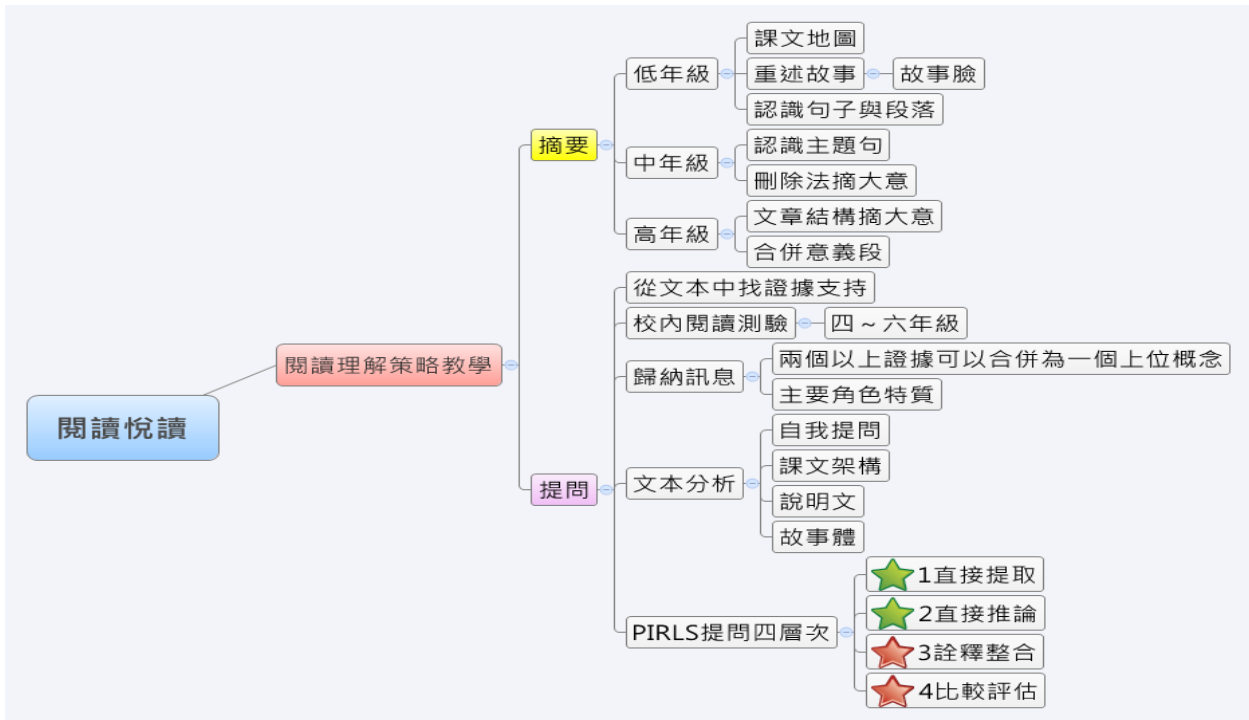 閱讀悅讀
閱讀理解策略教學
摘要
低年級
課文地圖
重述故事
故事臉
認識句子與段落
中年級
認識主題句
刪除法摘大意
高年級
文章結構摘大意
合併意義段
提問
從文本中找證據支持
校內閱讀測驗
四~六年級
歸納訊息
兩個以上證據可以合併為一個上位概念
主要角色特質
文本分析
自我提問
課文架構
說明文
故事體
PIRLS提問四層次
1直接提取
2直接推論
3詮釋整合
4比較評估